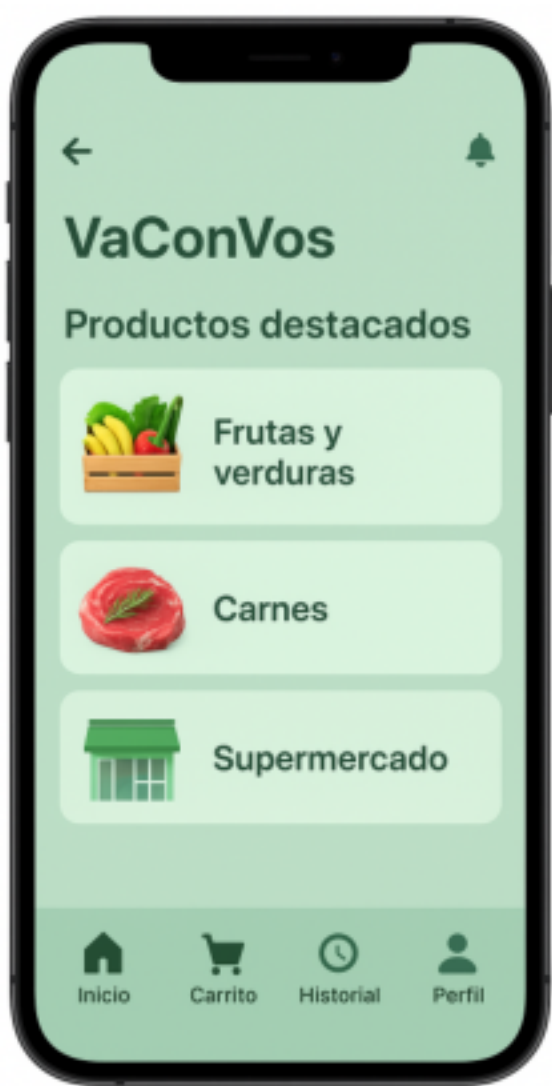 VaConVos
Productos destacados
Frutas y
verduras
Carnes
Supermercado
Inicio
Carrito
Historial
Perfil